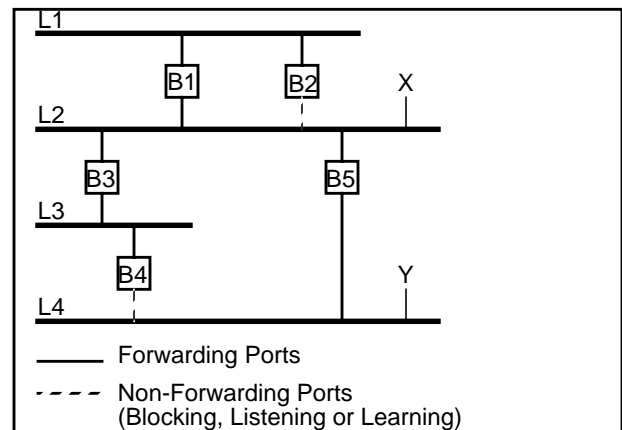 L1
B1
B2
X
L2
B3
B5
L3
B4
Y
L4
Forwarding Ports
Non-Forwarding Ports
(Blocking, Listening or Learning)